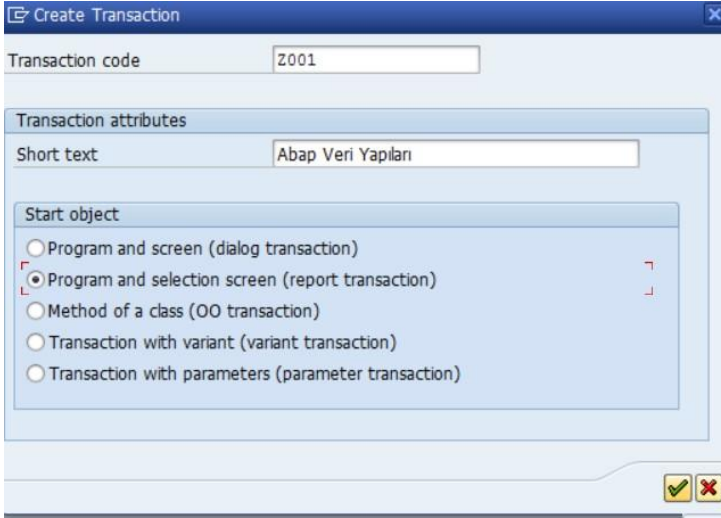 Create Transaction
Transaction code Z001
Transaction attributes
Short text Abap Veri Yapıları
Start object
Program and screen (dialog transaction)
Program and selection screen (report transaction)
Method of a class (OO transaction)
Transaction with variant (variant transaction)
Transaction with parameters (parameter transaction)